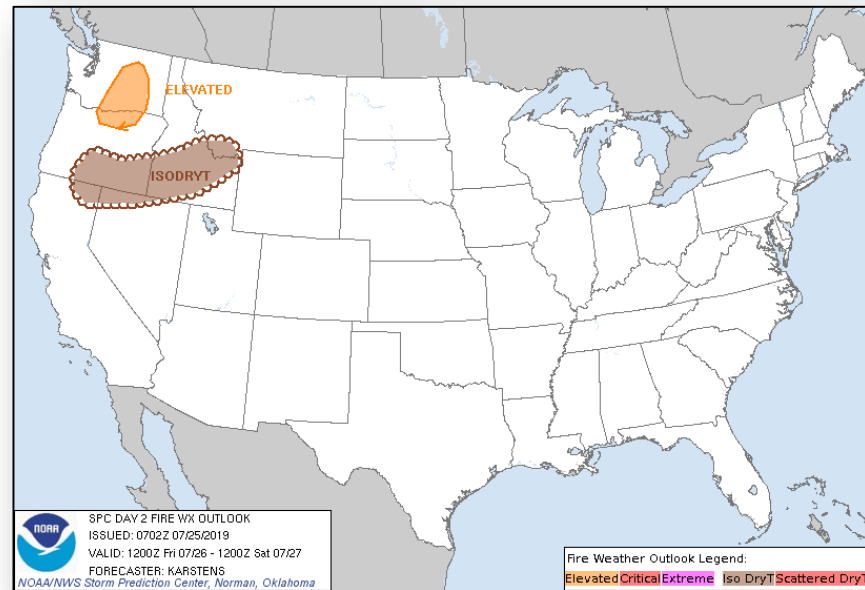 ELEVATED
ISODRYT
NOAA
SPC DAY 2 FIRE WX OUTLOOK
ISSUED: 0702Z 07/25/2019
VALID: 1200Z Fri 07/26 - 1200Z Sat 07/27
FORECASTER: KARSTENS
NOAA/NWS Storm Prediction Center, Norman, Oklahoma
Fire Weather Outlook Legend:
Elevated Critical Extreme Iso DryT Scattered DryT